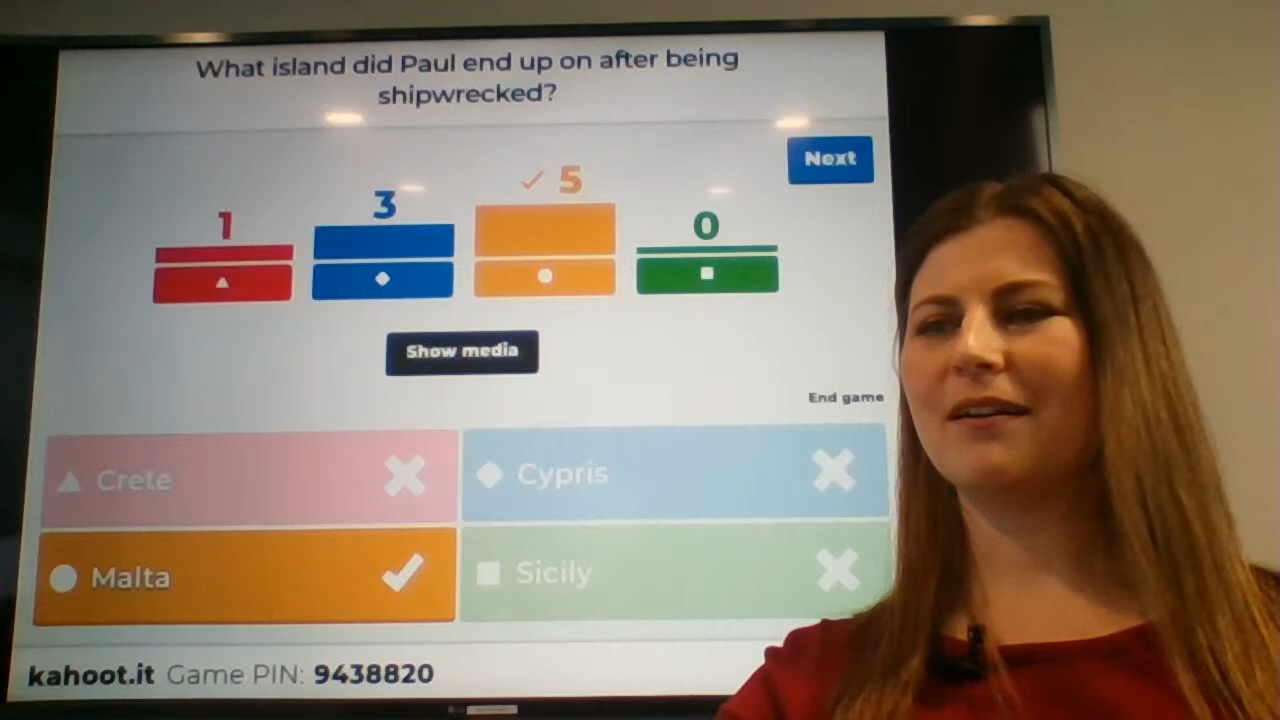 What island did Paul end up on after being
shipwrecked?
Next
1
3
5
0
Show media
End game
Crete
Cypris
Malta
Sicily
kahoot.it Game PIN: 9438820